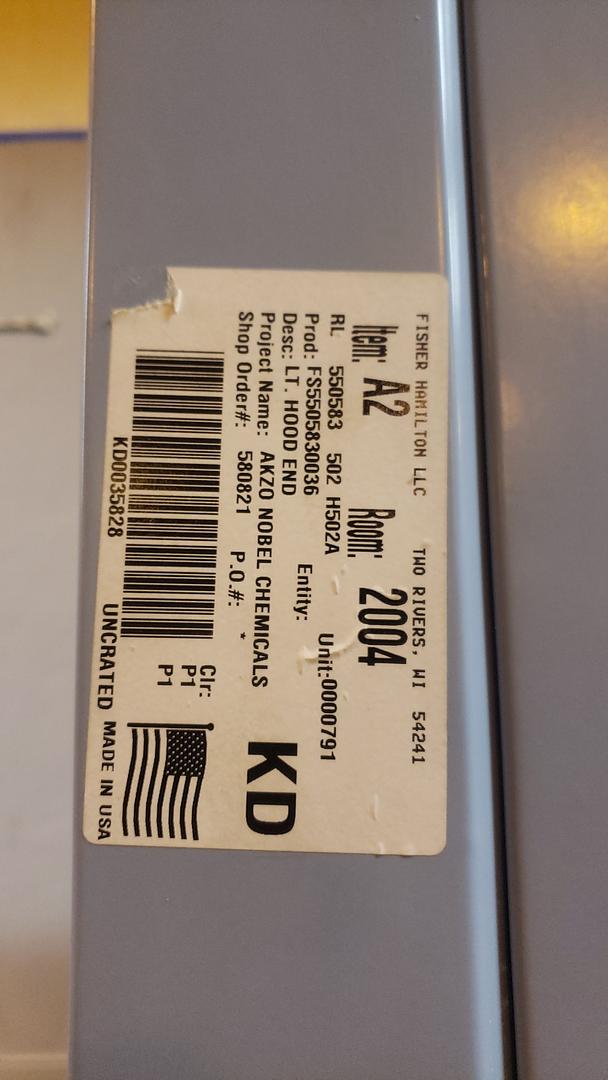 FISHER HAMILTON LLC TWO RIVERS, WI 54241
Item: A2 Room: 2004
RL 550583 502 H502A Unit:0000791
Prod: FS5505830036 Entity:
Desc: LT. HOOD END
Project Name: AKZO NOBEL CHEMICALS
Shop Order#: 580821 P.O.#: *
KD
Clr:
P1
P1
KD0035828
UNCRATED MADE IN USA